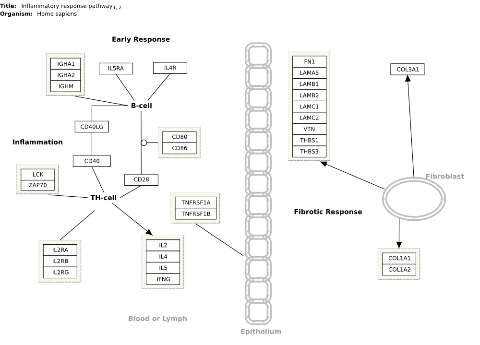 Title: Inflammatory response pathway 1, 2
Organism: Homo sapiens
Early Response
IGHA1
IGHA2
IGHM
IL5RA
IL4R
B-cell
CD40LG
Inflammation
CD80
CD86
CD40
LCK
ZAP70
CD28
TH-cell
TNFRSF1A
TNFRSF1B
IL2RA
IL2RB
IL2RG
IL2
IL4
IL5
IFNG
Blood or Lymph
Epithelium
FN1
LAMA5
LAMB1
LAMB2
LAMC1
LAMC2
VTN
THBS1
THBS3
COL3A1
Fibroblast
Fibrotic Response
COL1A1
COL1A2